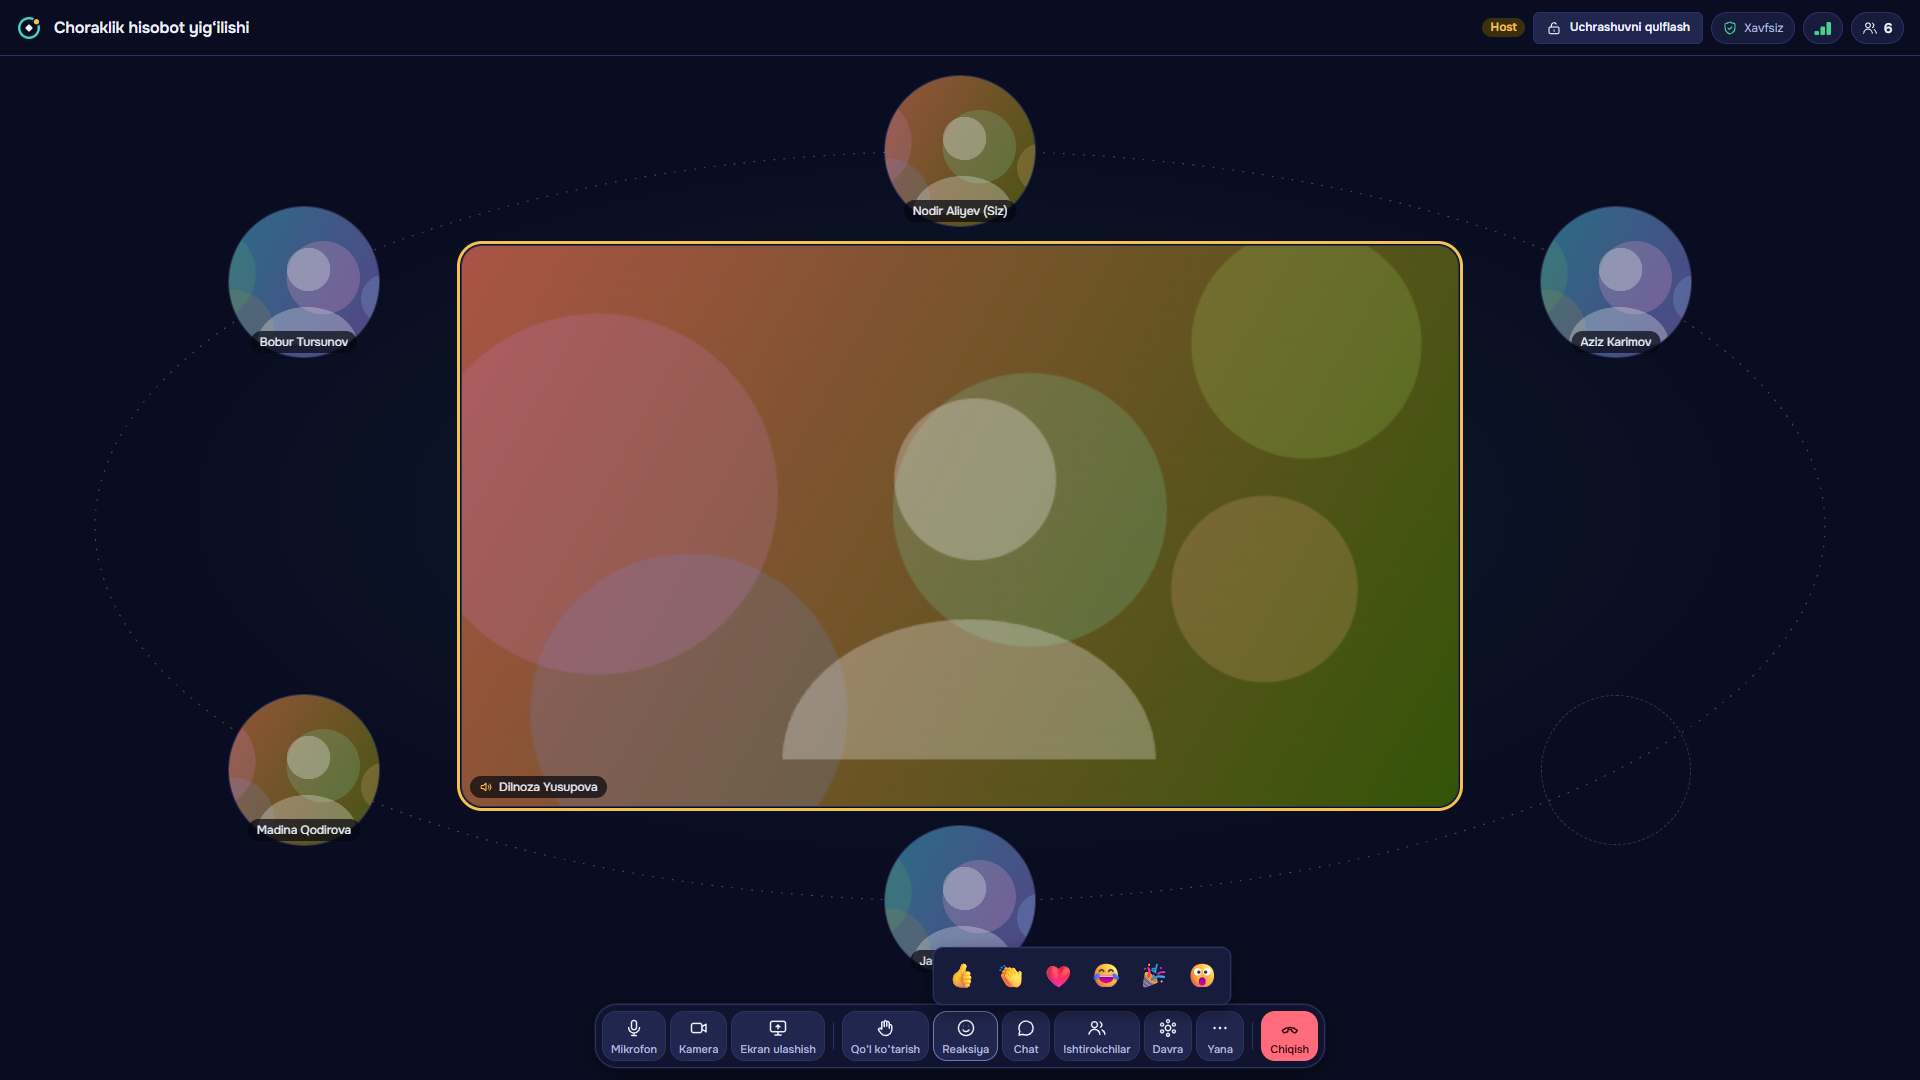 Choraklik hisobot yig‘ilishi
Host
Uchrashuvni qulflash
Xavfsiz
6
Nodir Aliyev (Siz)
Bobur Tursunov
Aziz Karimov
Dilnoza Yusupova
Madina Qodirova
Mikrofon
Kamera
Ekran ulashish
Qo‘l ko‘tarish
Reaksiya
Chat
Ishtirokchilar
Davra
Yana
Chiqish